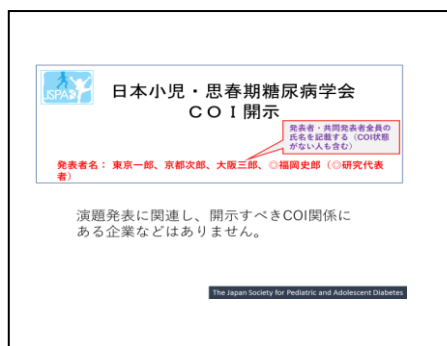 JSPAD
日本小児・思春期糖尿病学会
ＣＯＩ開示
発表者・共同発表者全員の
氏名を記載する（COI状態
がない人も含む）
発表者名： 東京一郎、京都次郎、大阪三郎、◎福岡史郎（◎研究代表
者）
演題発表に関連し、開示すべきCOI関係に
ある企業などはありません。
The Japan Society for Pediatric and Adolescent Diabetes